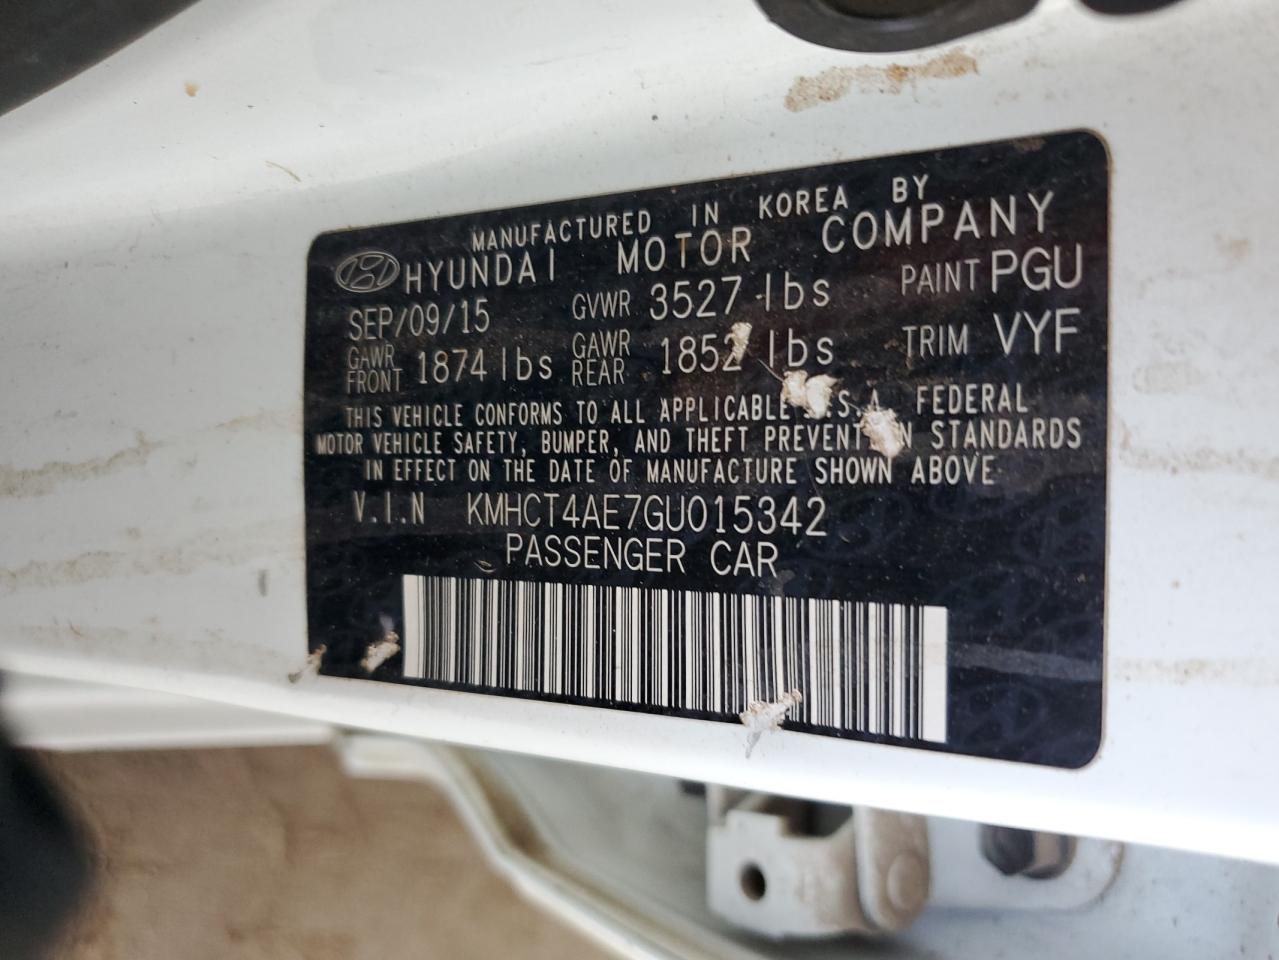 MANUFACTURED IN KOREA BY
HYUNDAI MOTOR COMPANY
SEP/09/15 GVWR 3527 lbs PAINT PGU
GAWR FRONT 1874 lbs GAWR REAR 1852 lbs TRIM VYF
THIS VEHICLE CONFORMS TO ALL APPLICABLE U.S.A. FEDERAL
MOTOR VEHICLE SAFETY, BUMPER, AND THEFT PREVENTION STANDARDS
IN EFFECT ON THE DATE OF MANUFACTURE SHOWN ABOVE
V.I.N KMHCT4AE7GU015342
PASSENGER CAR